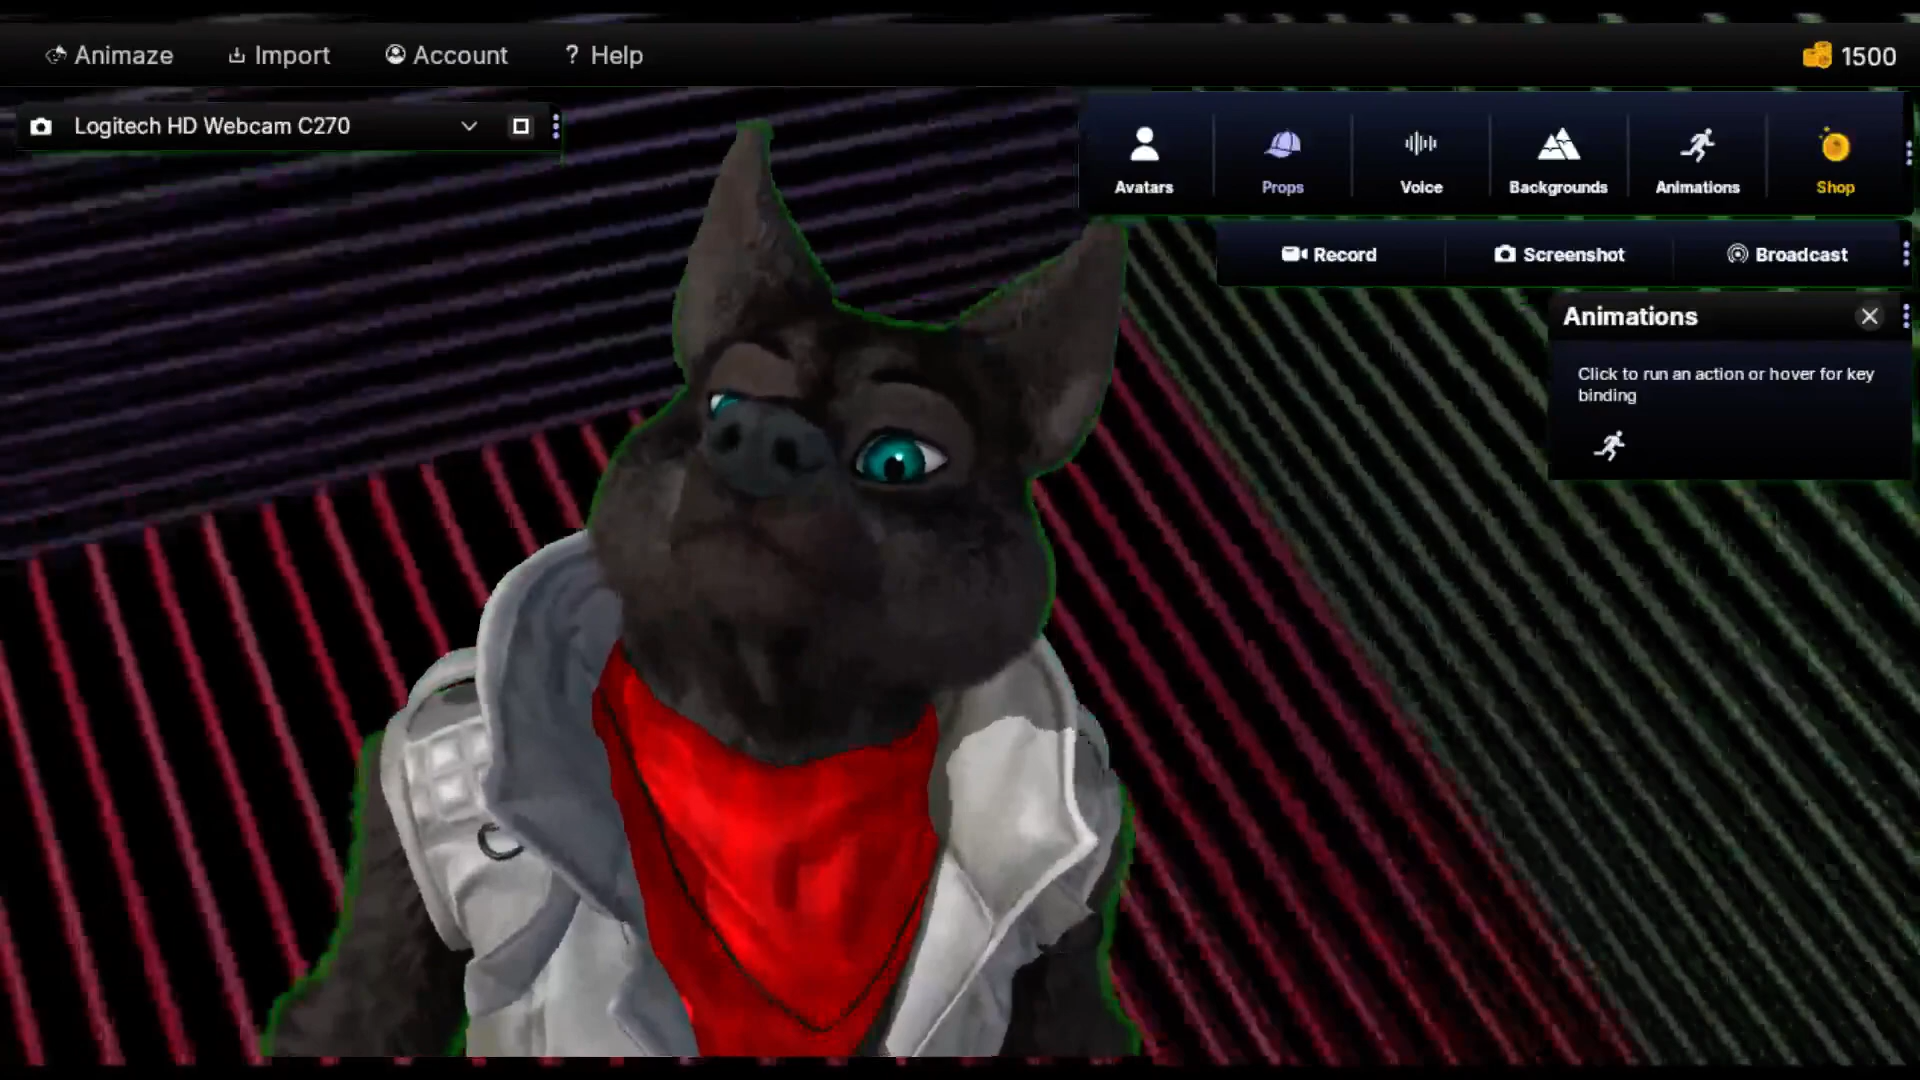 Animaze
Import
Account
? Help
1500
Logitech HD Webcam C270
Avatars
Props
Voice
Backgrounds
Animations
Shop
Record
Screenshot
Broadcast
Animations
Click to run an action or hover for key
binding